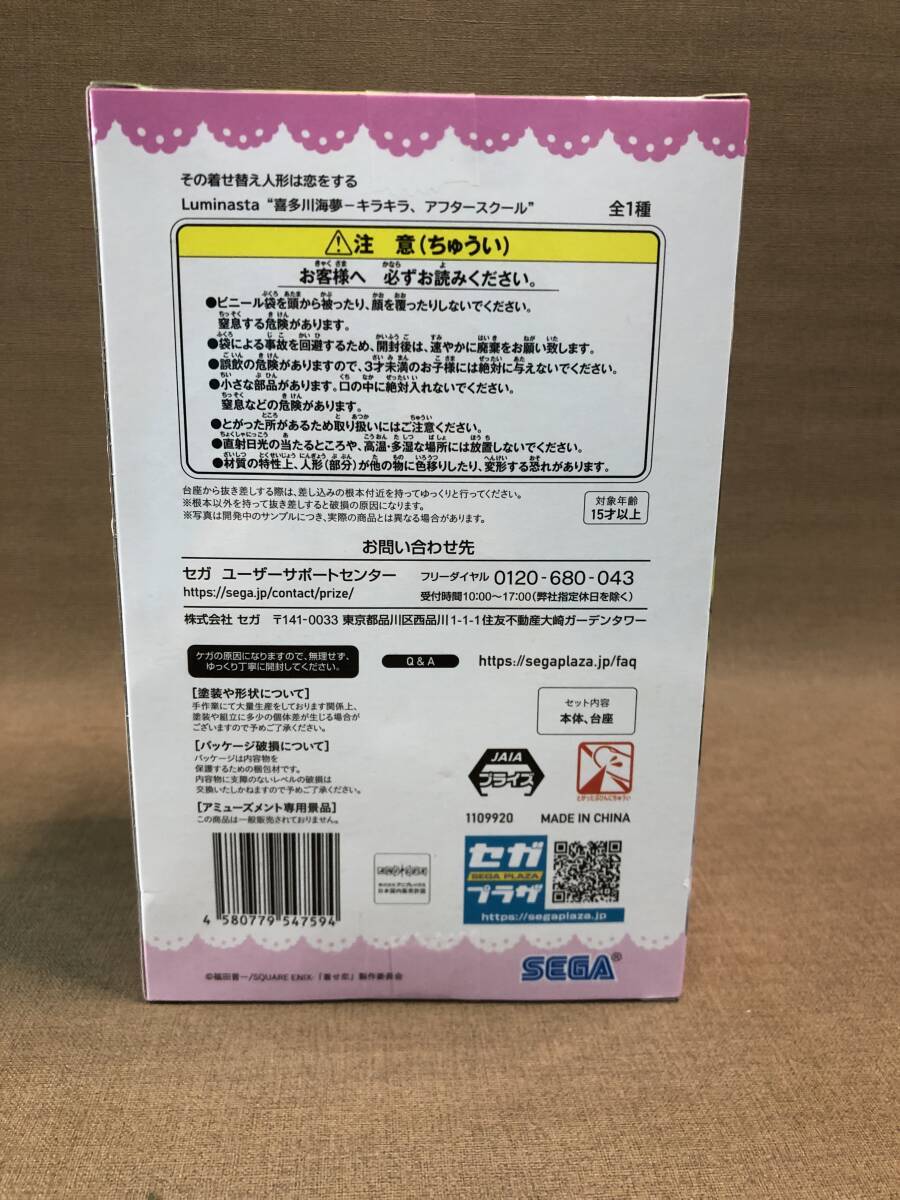 その着せ替え人形は恋をする
Luminasta “喜多川海夢－キラキラ、アフタースクール”
全1種
注 意(ちゅうい)
お客様へ 必ずお読みください。
●ビニール袋を頭から被ったり、顔を覆ったりしないでください。
窒息する危険があります。
●袋による事故を回避するため、開封後は、速やかに廃棄をお願い致します。
●誤飲の危険がありますので、3才未満のお子様には絶対に与えないでください。
●小さな部品があります。口の中に絶対入れないでください。
窒息などの危険があります。
●とがった所があるため取り扱いにはご注意ください。
●直射日光の当たるところや、高温・多湿な場所には放置しないでください。
●材質の特性上、人形(部分)が他の物に色移りしたり、変形する恐れがあります。
台座から抜き差しする際は、差し込みの根本付近を持ってゆっくりと行ってください。
※根本以外を持って抜き差しすると破損の原因になります。
※写真は開発中のサンプルにつき、実際の商品とは異なる場合があります。
対象年齢
15才以上
お問い合わせ先
セガ ユーザーサポートセンター
フリーダイヤル 0120-680-043
https://sega.jp/contact/prize/
受付時間10:00～17:00(弊社指定休日を除く)
株式会社 セガ 〒141-0033 東京都品川区西品川1-1-1住友不動産大崎ガーデンタワー
ケガの原因になりますので、無理せず、
ゆっくり丁寧に開封してください。
Q & A
https://segaplaza.jp/faq
[塗装や形状について]
手作業にて大量生産をしております関係上、
塗装や組立に多少の個体差が生じる場合が
ございますので予めご了承ください。
セット内容
本体、台座
[パッケージ破損について]
パッケージは内容物を
保護するための梱包材です。
内容物に支障のないレベルの破損は
交換いたしかねますので予めご了承ください。
JAIA
プライズ
とがったぶひんにちゅうい
[アミューズメント専用景品]
この商品は一般販売されておりません。
1109920 MADE IN CHINA
4 580779 547594
株式会社 アニプレックス
日本国内販売許諾
セガ
SEGA PLAZA
プラザ
https://segaplaza.jp
SEGA®
©福田晋一/SQUARE ENIX・「着せ恋」製作委員会